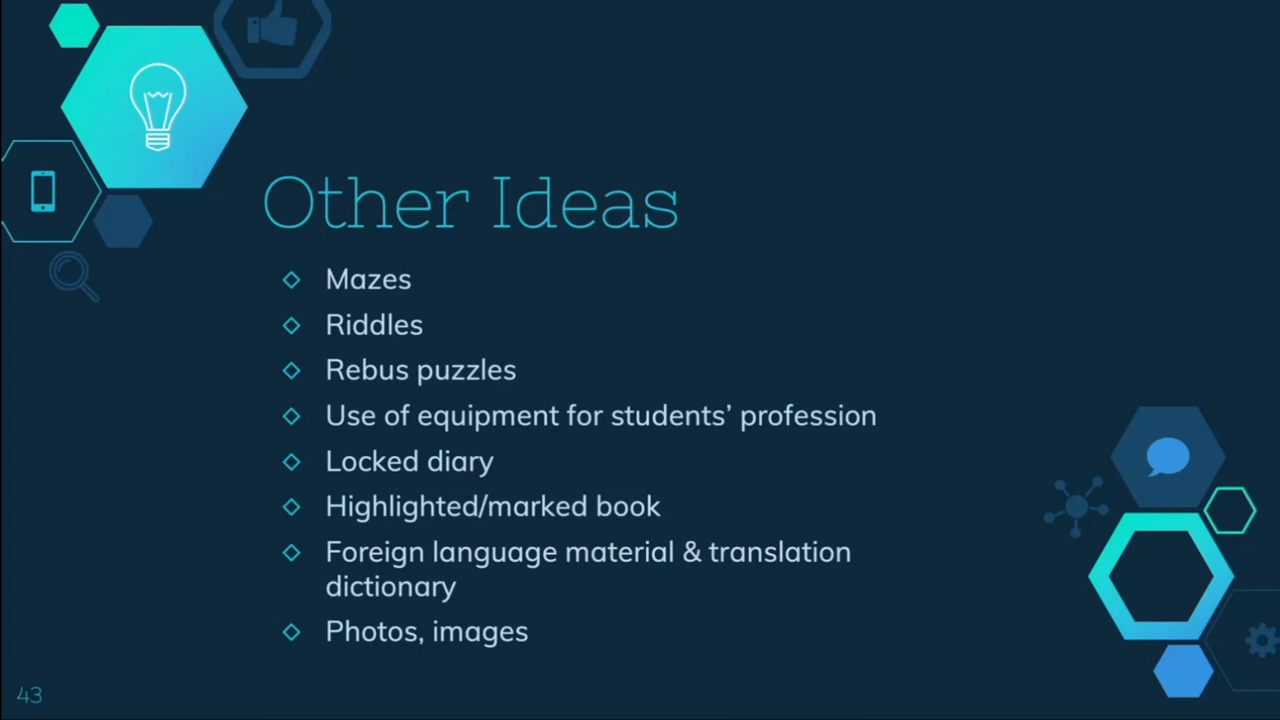 Other Ideas
Mazes
Riddles
Rebus puzzles
Use of equipment for students’ profession
Locked diary
Highlighted/marked book
Foreign language material & translation
dictionary
Photos, images
43